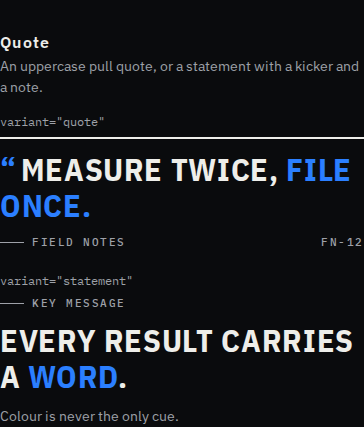 Quote
An uppercase pull quote, or a statement with a kicker and
a note.
variant="quote"
“ MEASURE TWICE, FILE
ONCE.
FIELD NOTES FN-12
variant="statement"
KEY MESSAGE
EVERY RESULT CARRIES
A WORD.
Colour is never the only cue.